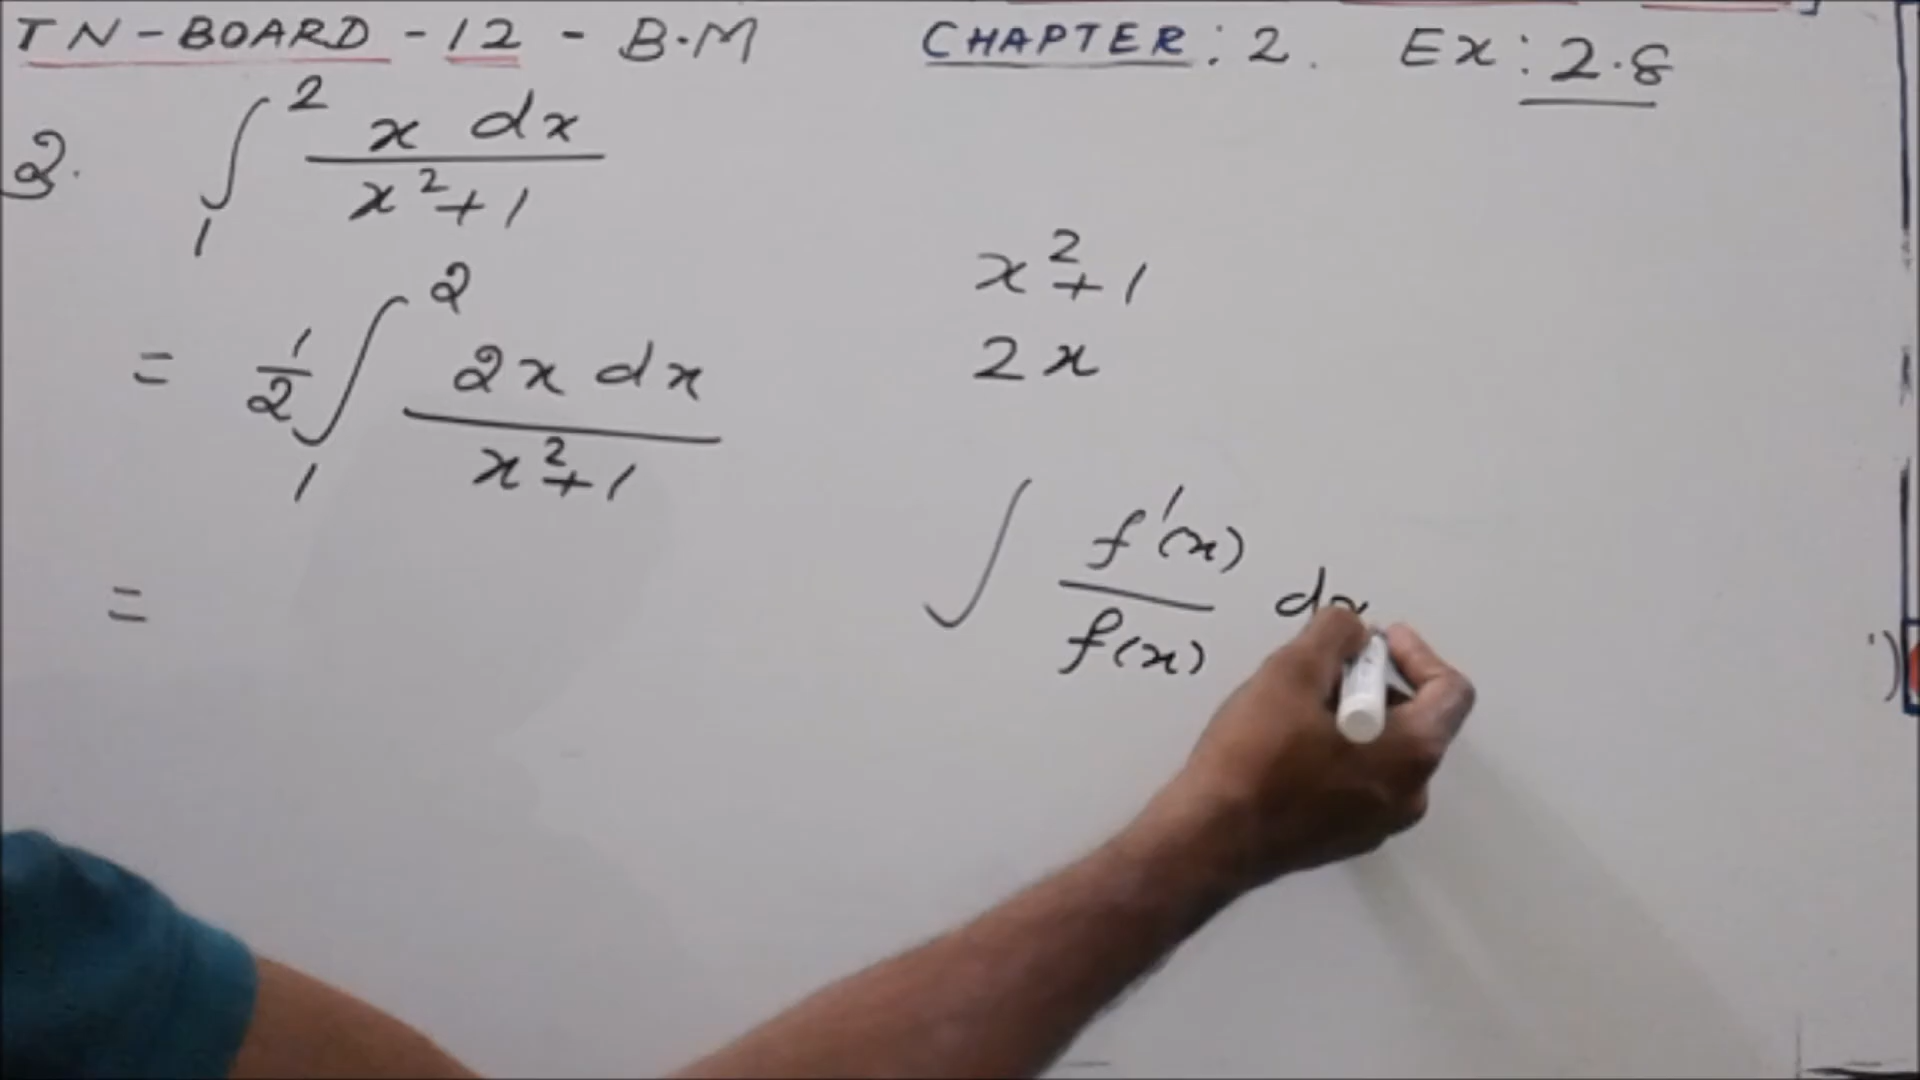 TN-BOARD-12-B.M CHAPTER: 2. Ex: 2.8
2. ∫₁² x dx / x²+1
= 1/2 ∫₁² 2x dx / x²+1
=
x²+1
2x
∫ f'(x) / f(x) dx